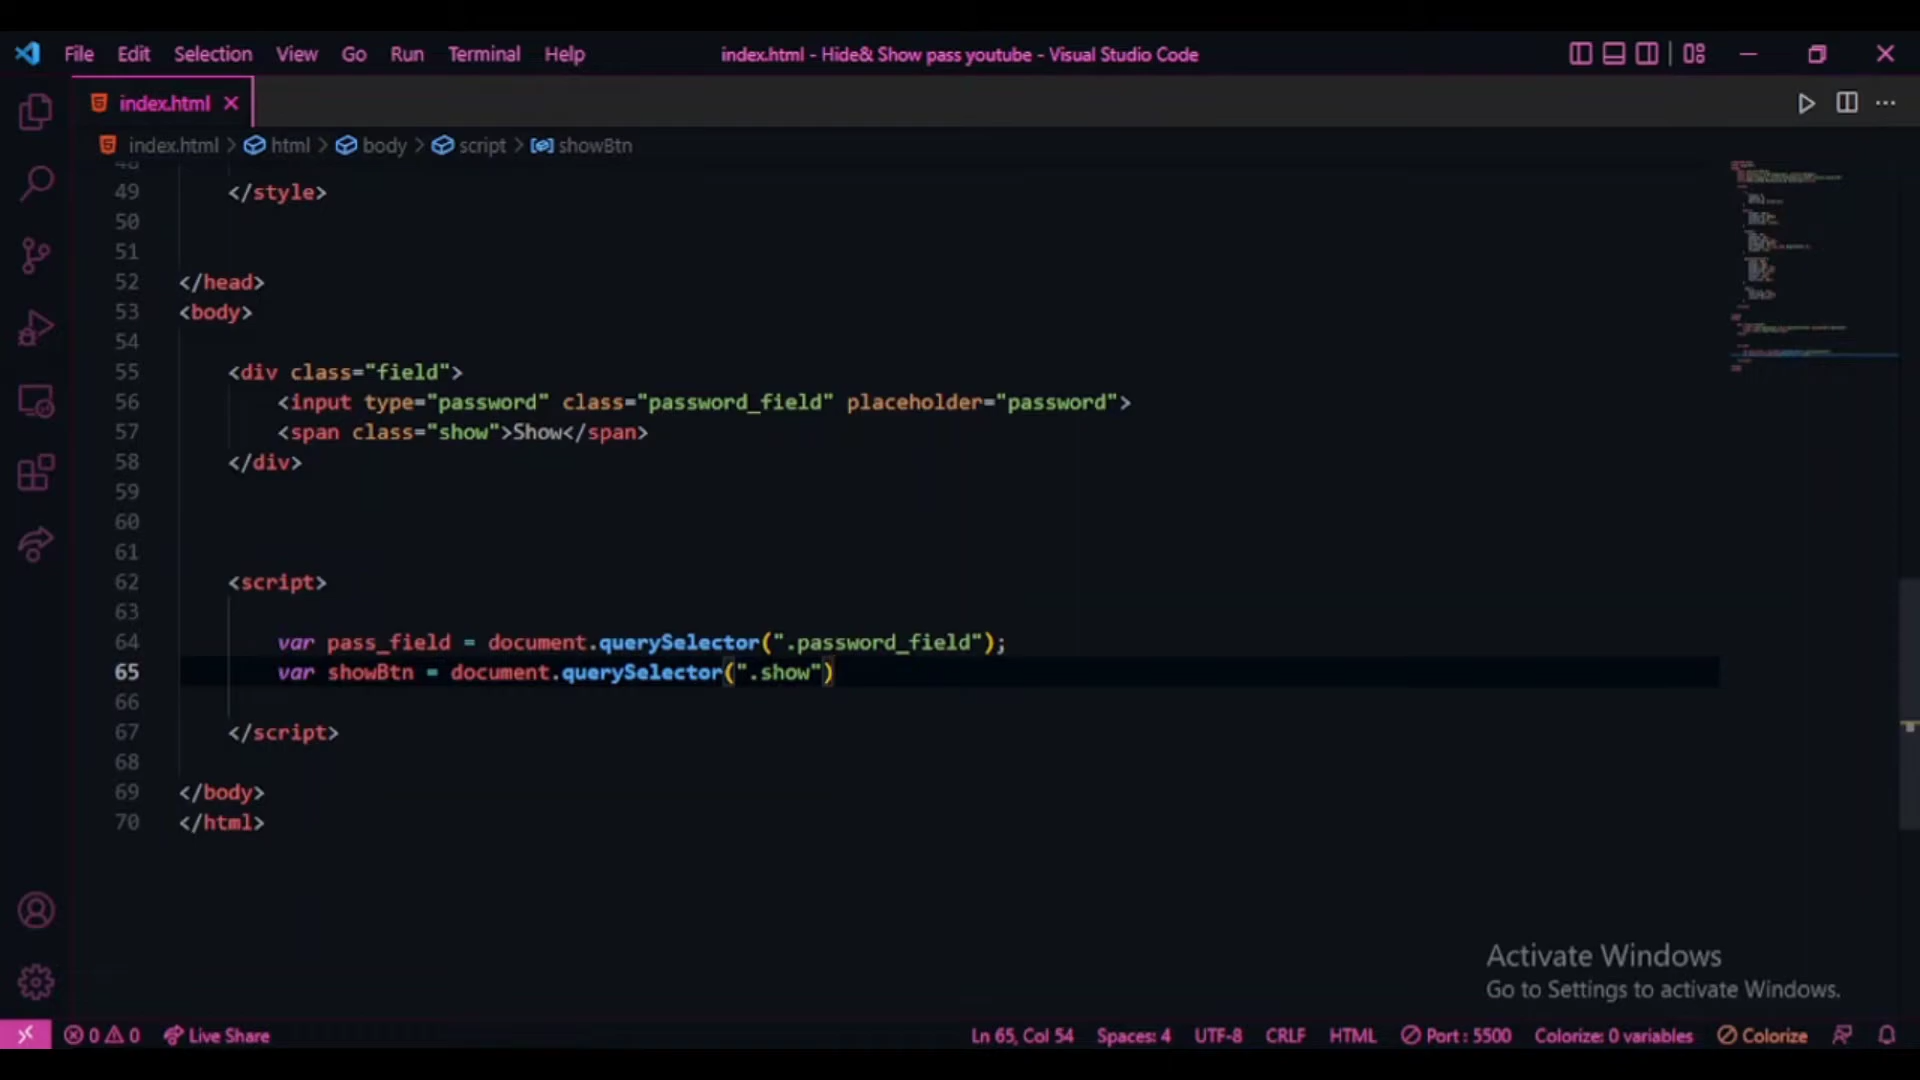 File Edit Selection View Go Run Terminal Help index.html - Hide& Show pass youtube - Visual Studio Code
index.html
index.html > html > body > script > showBtn
48
49 </style>
50
51
52 </head>
53 <body>
54
55 <div class="field">
56 <input type="password" class="password_field" placeholder="password">
57 <span class="show">Show</span>
58 </div>
59
60
61
62 <script>
63
64 var pass_field = document.querySelector(".password_field");
65 var showBtn = document.querySelector(".show")
66
67 </script>
68
69 </body>
70 </html>
Activate Windows
Go to Settings to activate Windows.
0 0 Live Share Ln 65, Col 54 Spaces: 4 UTF-8 CRLF HTML Port : 5500 Colorize: 0 variables Colorize